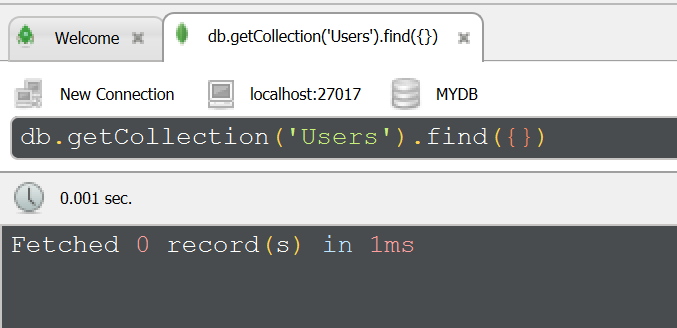 Welcome
db.getCollection('Users').find({})
New Connection
localhost:27017
MYDB
db.getCollection('Users').find({})
0.001 sec.
Fetched 0 record(s) in 1ms